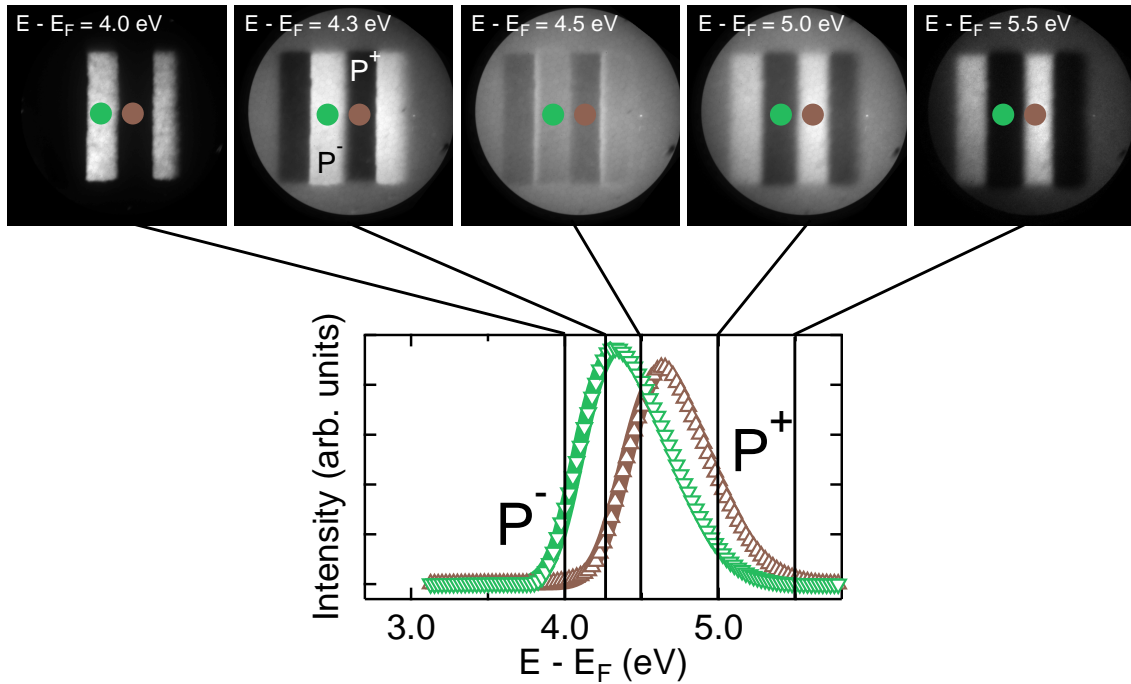 E - EF = 4.0 eV
E - EF = 4.3 eV
E - EF = 4.5 eV
E - EF = 5.0 eV
E - EF = 5.5 eV
P+
P-
Intensity (arb. units)
P-
P+
3.0
4.0
5.0
E - EF (eV)